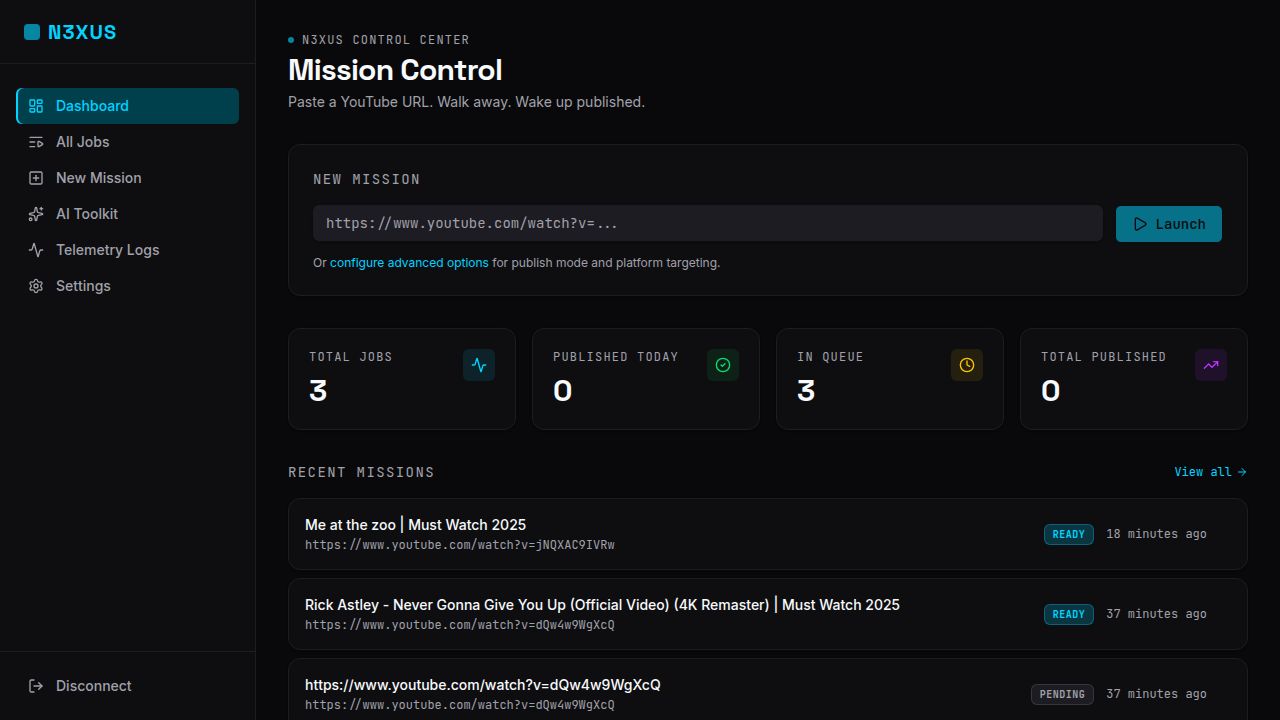 N3XUS
Dashboard
All Jobs
New Mission
AI Toolkit
Telemetry Logs
Settings
Disconnect
N3XUS CONTROL CENTER
Mission Control
Paste a YouTube URL. Walk away. Wake up published.
NEW MISSION
https://www.youtube.com/watch?v=...
Launch
Or configure advanced options for publish mode and platform targeting.
TOTAL JOBS
3
PUBLISHED TODAY
0
IN QUEUE
3
TOTAL PUBLISHED
0
RECENT MISSIONS
View all →
Me at the zoo | Must Watch 2025
https://www.youtube.com/watch?v=jNQXAC9IVRw
READY
18 minutes ago
Rick Astley - Never Gonna Give You Up (Official Video) (4K Remaster) | Must Watch 2025
https://www.youtube.com/watch?v=dQw4w9WgXcQ
READY
37 minutes ago
https://www.youtube.com/watch?v=dQw4w9WgXcQ
https://www.youtube.com/watch?v=dQw4w9WgXcQ
PENDING
37 minutes ago